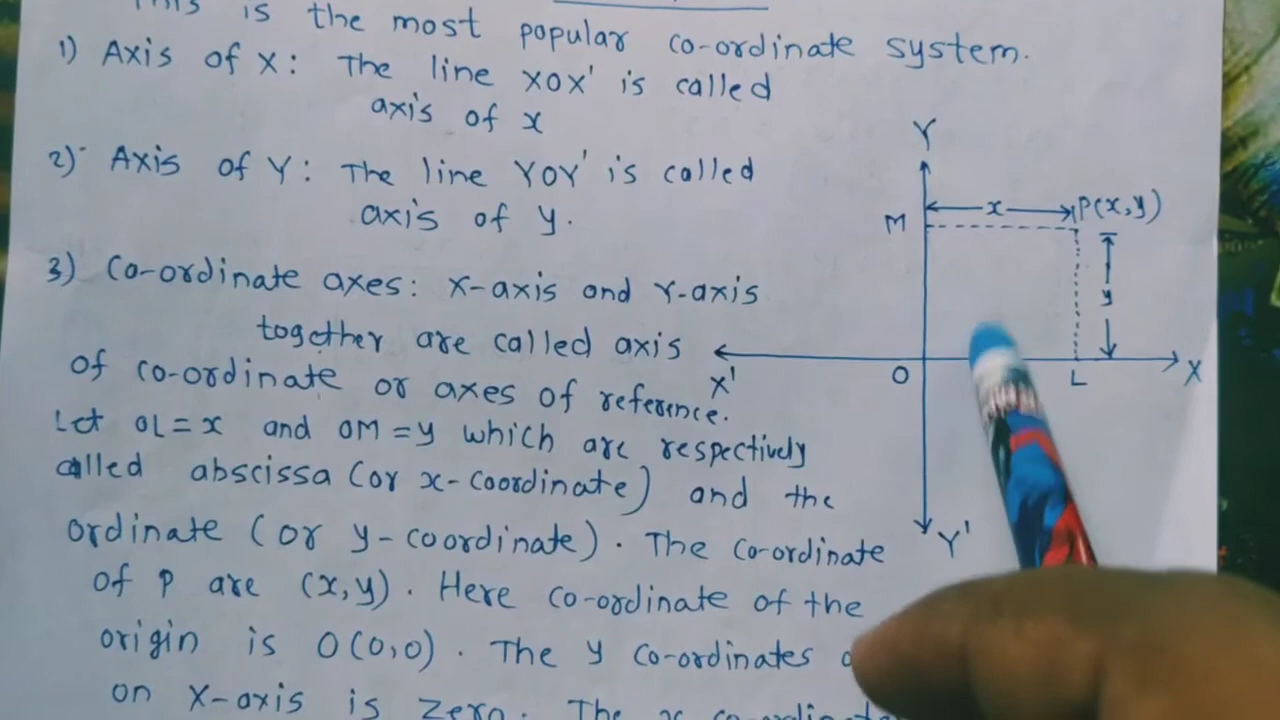 This is the most popular co-ordinate system.
1) Axis of X: The line XOX' is called
axis of x
2) Axis of Y: The line YOY' is called
axis of y.
3) Co-ordinate axes: X-axis and Y-axis
together are called axis
of co-ordinate or axes of reference.
Let OL=x and OM=y which are respectively
called abscissa (or x-coordinate) and the
ordinate (or y-coordinate). The co-ordinate
of P are (x,y). Here co-ordinate of the
origin is O(0,0). The y co-ordinates
on X-axis is zero. The x
Y
M
x
P(x,y)
y
O
L
X
X'
Y'